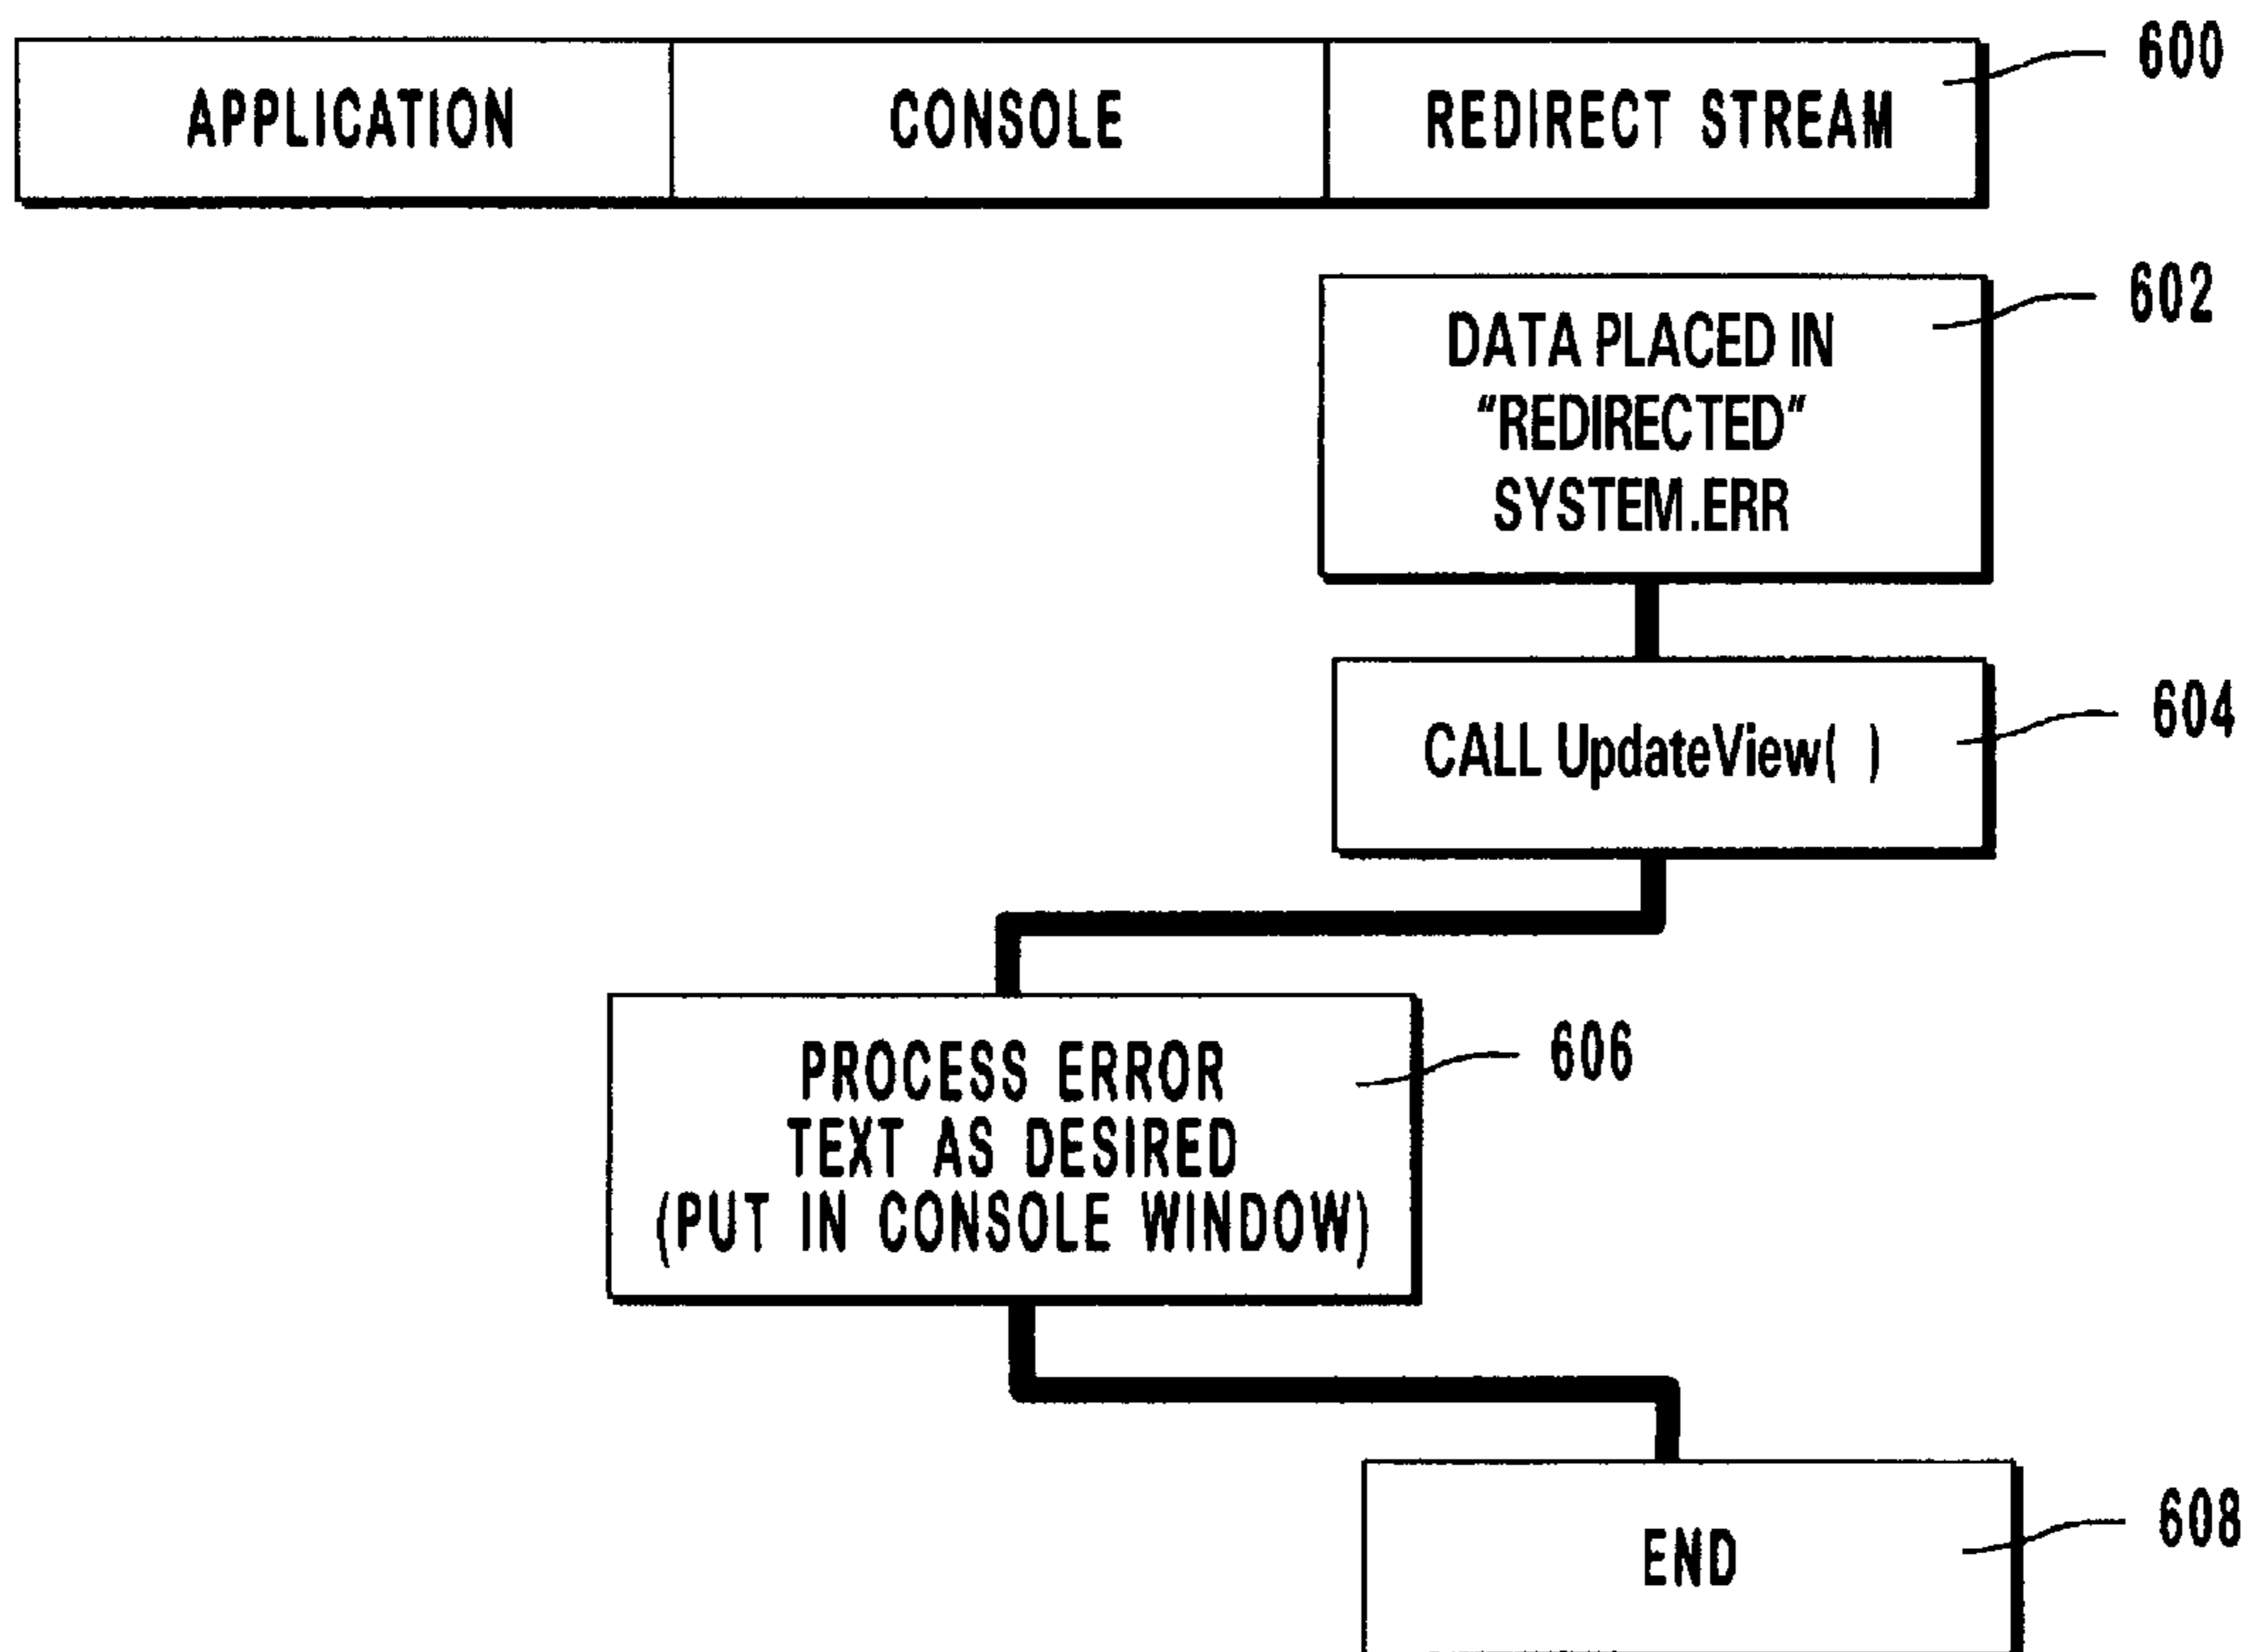 APPLICATION CONSOLE REDIRECT STREAM 600
602
DATA PLACED IN
“REDIRECTED”
SYSTEM.ERR
604
CALL UpdateView( )
606
PROCESS ERROR
TEXT AS DESIRED
(PUT IN CONSOLE WINDOW)
608
END